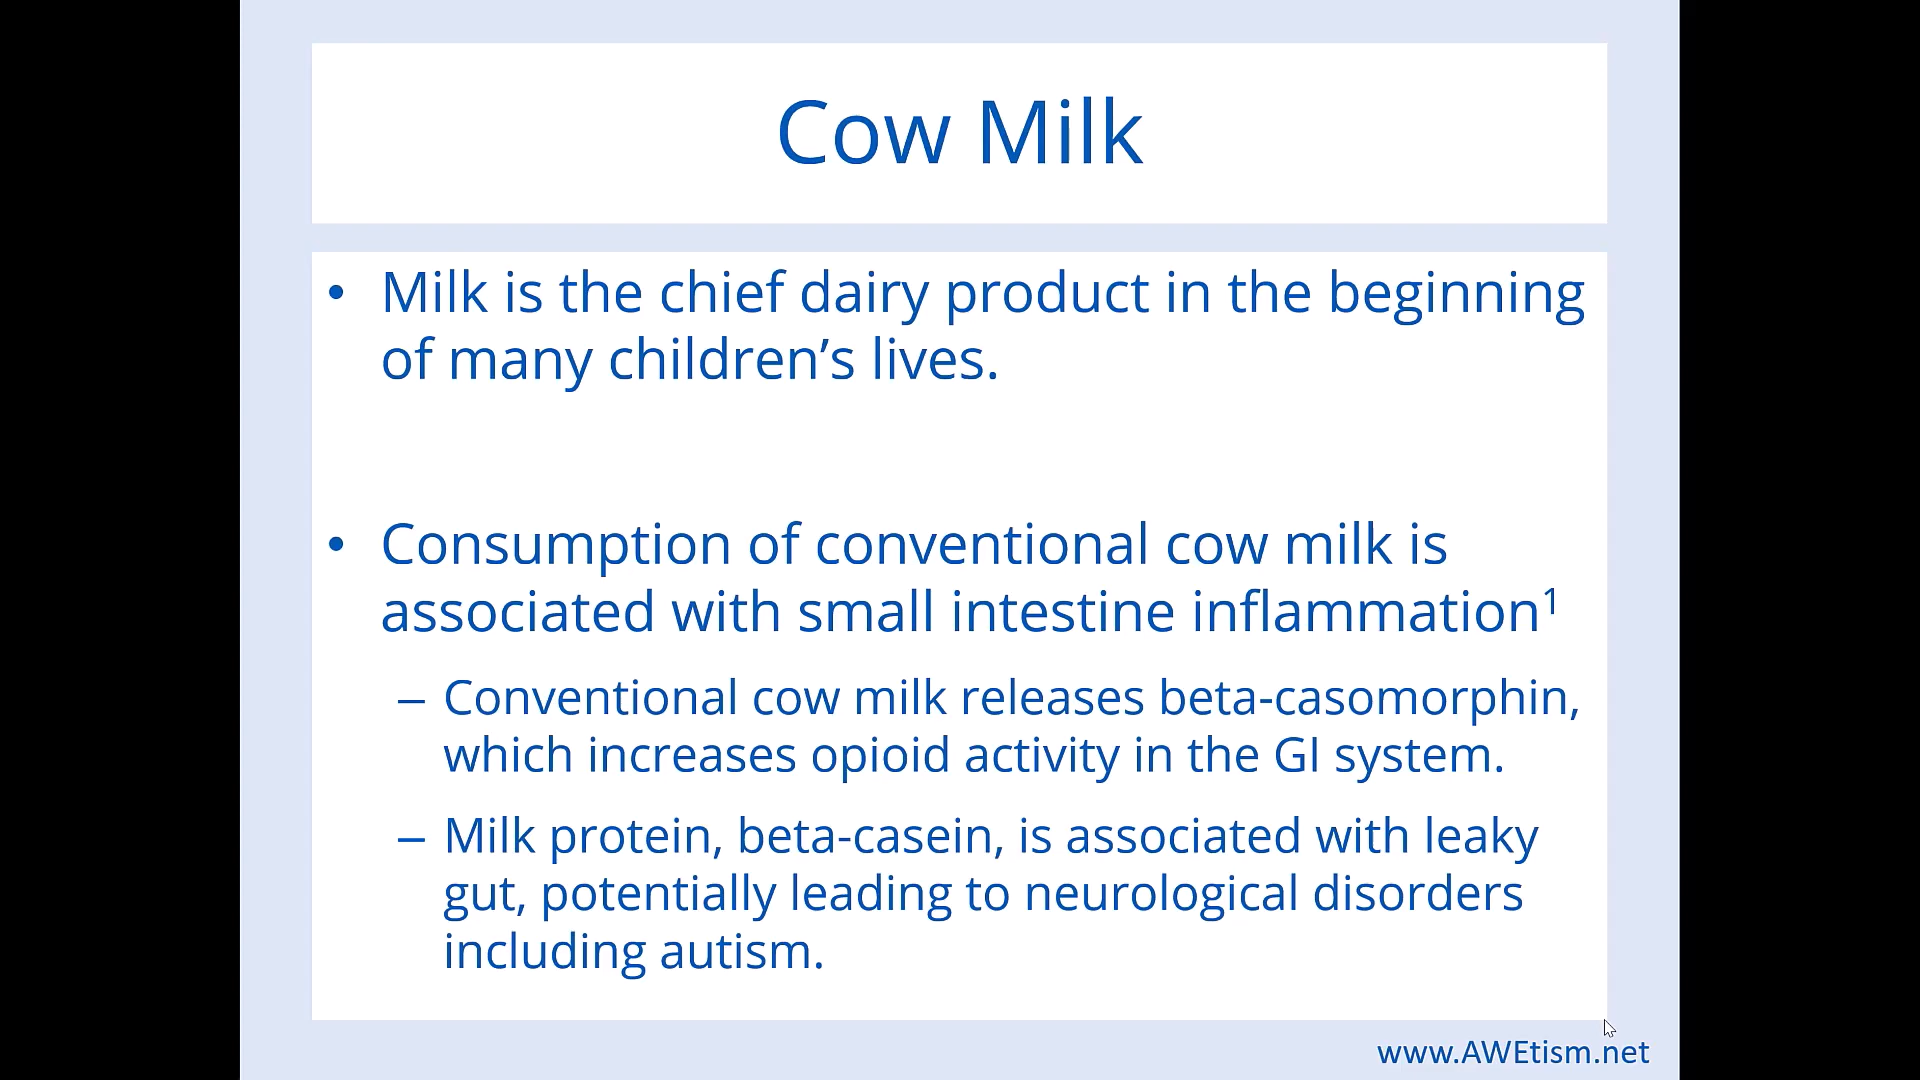 Cow Milk
• Milk is the chief dairy product in the beginning
of many children’s lives.
• Consumption of conventional cow milk is
associated with small intestine inflammation¹
– Conventional cow milk releases beta-casomorphin,
which increases opioid activity in the GI system.
– Milk protein, beta-casein, is associated with leaky
gut, potentially leading to neurological disorders
including autism.
www.AWEtism.net